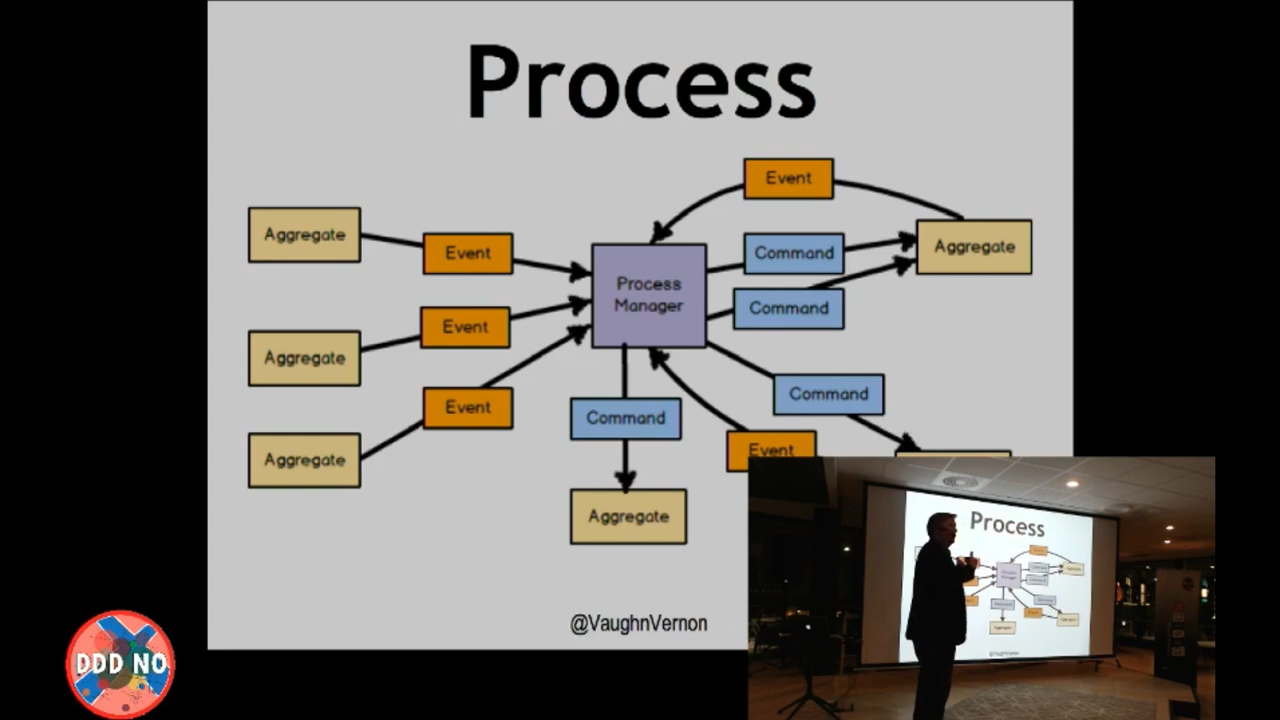 Process
Event
Aggregate
Event
Command
Aggregate
Process
Manager
Event
Command
Aggregate
Event
Command
Command
Event
Aggregate
Aggregate
@VaughnVernon
DDD NO
Process